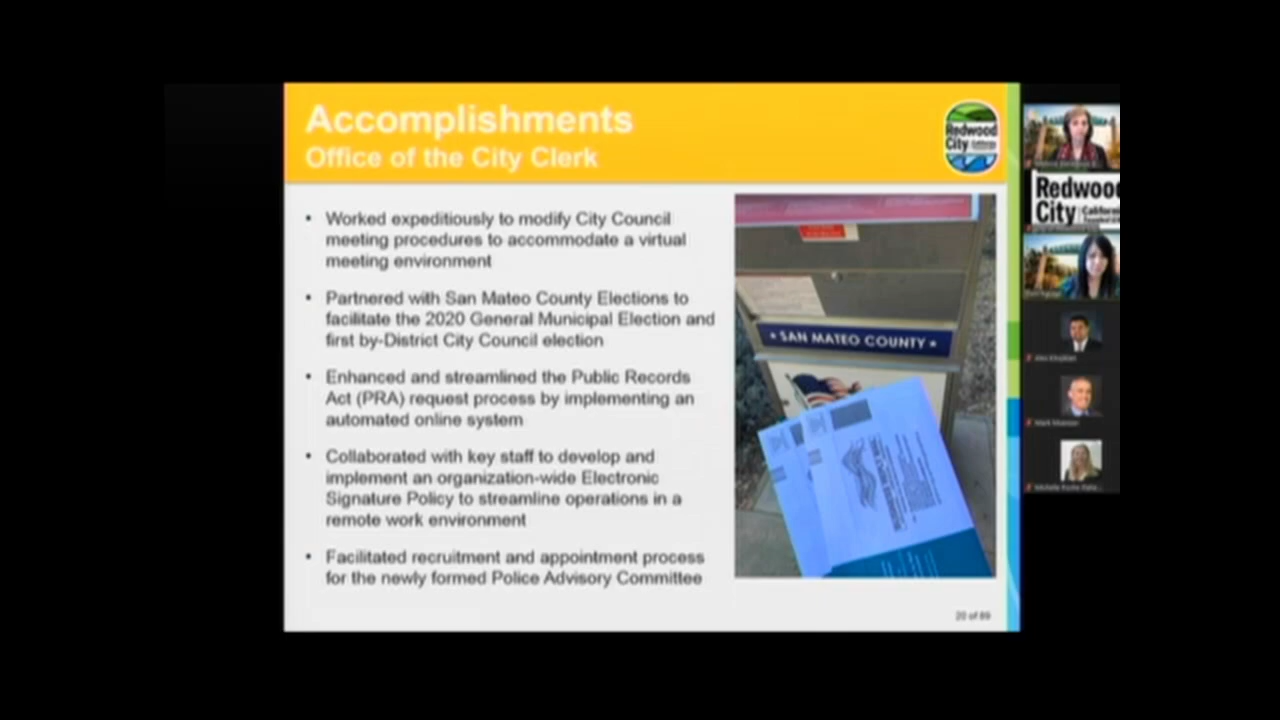 Accomplishments
Office of the City Clerk
Redwood
City
• Worked expeditiously to modify City Council
meeting procedures to accommodate a virtual
meeting environment
• Partnered with San Mateo County Elections to
facilitate the 2020 General Municipal Election and
first by-District City Council election
• Enhanced and streamlined the Public Records
Act (PRA) request process by implementing an
automated online system
• Collaborated with key staff to develop and
implement an organization-wide Electronic
Signature Policy to streamline operations in a
remote work environment
• Facilitated recruitment and appointment process
for the newly formed Police Advisory Committee
SAN MATEO COUNTY
20 of 89
Redwood
City